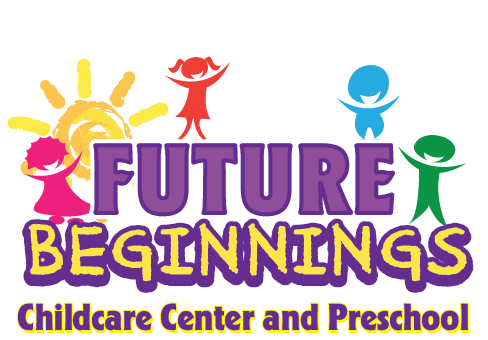 FUTURE
BEGINNINGS
Childcare Center and Preschool